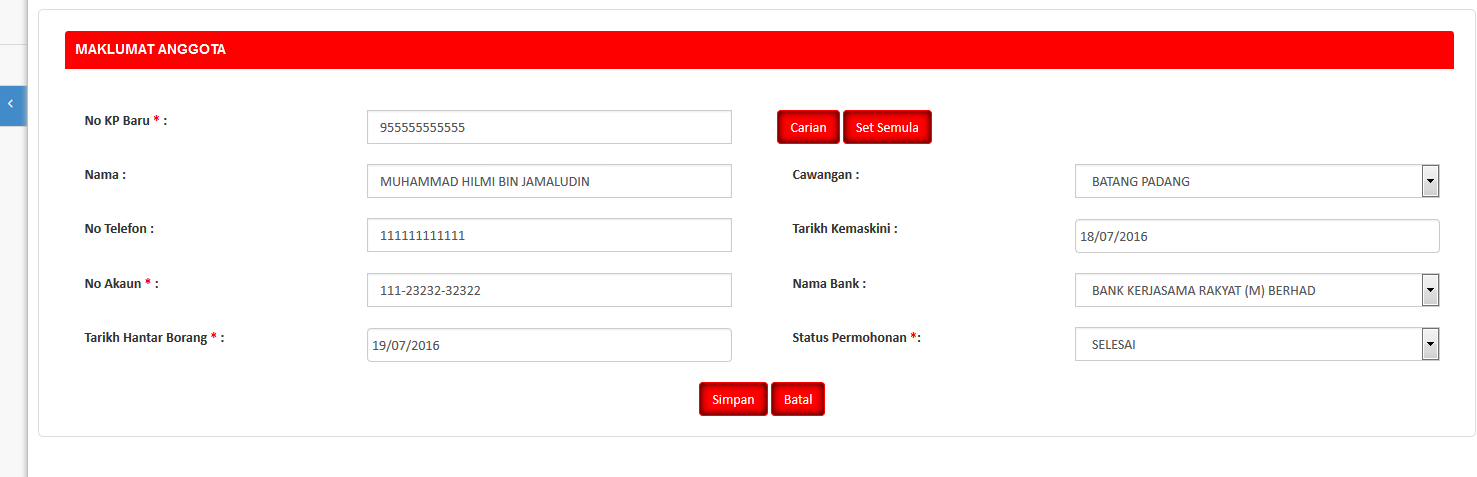 MAKLUMAT ANGGOTA
No KP Baru * : 955555555555 Carian Set Semula
Nama : MUHAMMAD HILMI BIN JAMALUDIN Cawangan : BATANG PADANG
No Telefon : 111111111111 Tarikh Kemaskini : 18/07/2016
No Akaun * : 111-23232-32322 Nama Bank : BANK KERJASAMA RAKYAT (M) BERHAD
Tarikh Hantar Borang * : 19/07/2016 Status Permohonan *: SELESAI
Simpan Batal